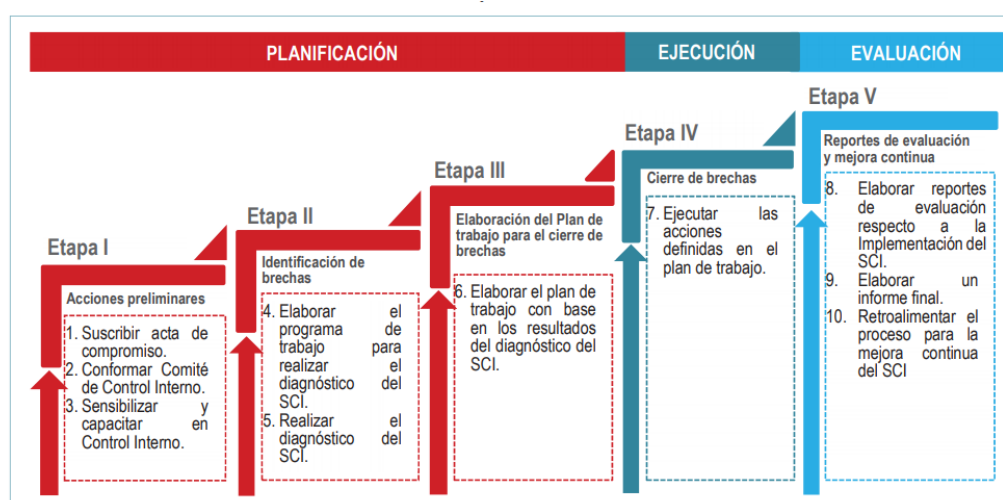 PLANIFICACIÓN
EJECUCIÓN
EVALUACIÓN
Etapa I
Acciones preliminares
1. Suscribir acta de
compromiso.
2. Conformar Comité
de Control Interno.
3. Sensibilizar y
capacitar en
Control Interno.
Etapa II
Identificación de
brechas
4. Elaborar el
programa de
trabajo para
realizar el
diagnóstico del
SCI.
5. Realizar el
diagnóstico del
SCI.
Etapa III
Elaboración del Plan de
trabajo para el cierre de
brechas
6. Elaborar el plan de
trabajo con base
en los resultados
del diagnóstico del
SCI.
Etapa IV
Cierre de brechas
7. Ejecutar las
acciones
definidas en el
plan de trabajo.
Etapa V
Reportes de evaluación
y mejora continua
8. Elaborar reportes
de evaluación
respecto a la
Implementación del
SCI.
9. Elaborar un
informe final.
10. Retroalimentar el
proceso para la
mejora continua
del SCI